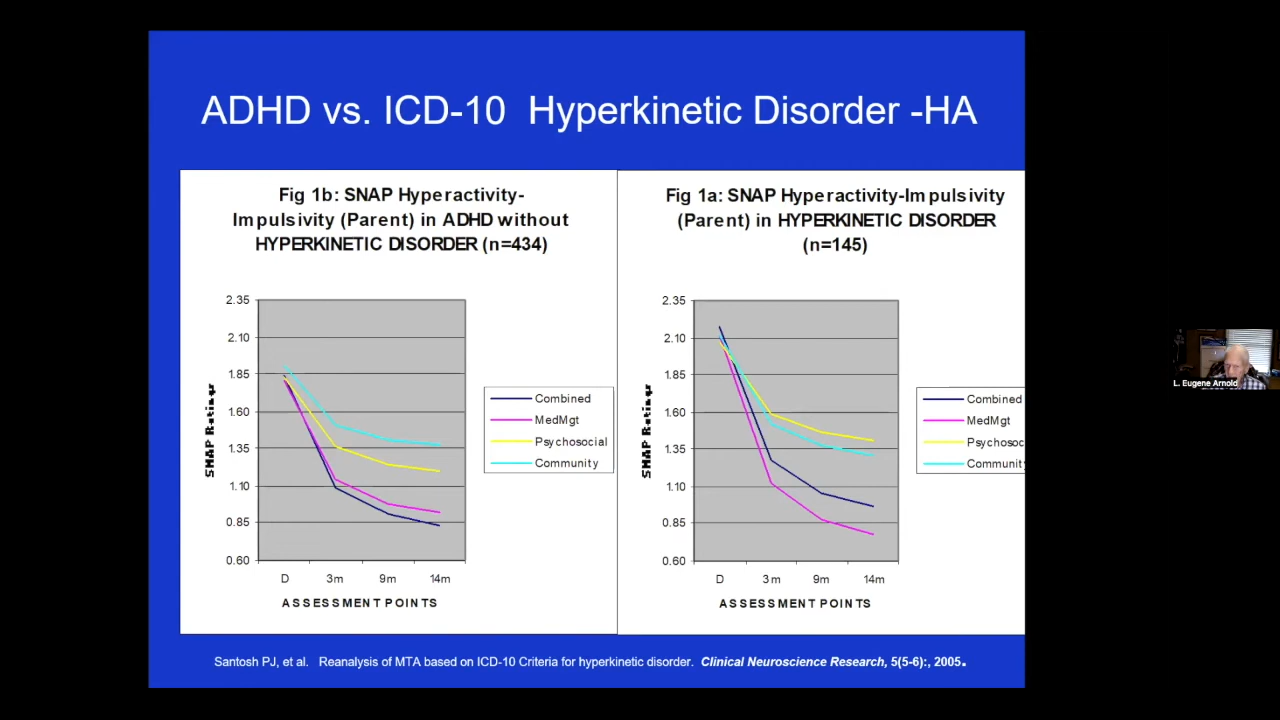 ADHD vs. ICD-10 Hyperkinetic Disorder -HA
Fig 1b: SNAP Hyperactivity-
Impulsivity (Parent) in ADHD without
HYPERKINETIC DISORDER (n=434)
2.35
2.10
1.85
1.60
1.35
1.10
0.85
0.60
SNAP Ratings
D 3m 9m 14m
ASSESSMENT POINTS
Combined
MedMgt
Psychosocial
Community
Fig 1a: SNAP Hyperactivity-Impulsivity
(Parent) in HYPERKINETIC DISORDER
(n=145)
2.35
2.10
1.85
1.60
1.35
1.10
0.85
0.60
SNAP Ratings
D 3m 9m 14m
ASSESSMENT POINTS
Combined
MedMgt
Psychosoc
Community
L. Eugene Arnold
Santosh PJ, et al. Reanalysis of MTA based on ICD-10 Criteria for hyperkinetic disorder. Clinical Neuroscience Research, 5(5-6):, 2005.